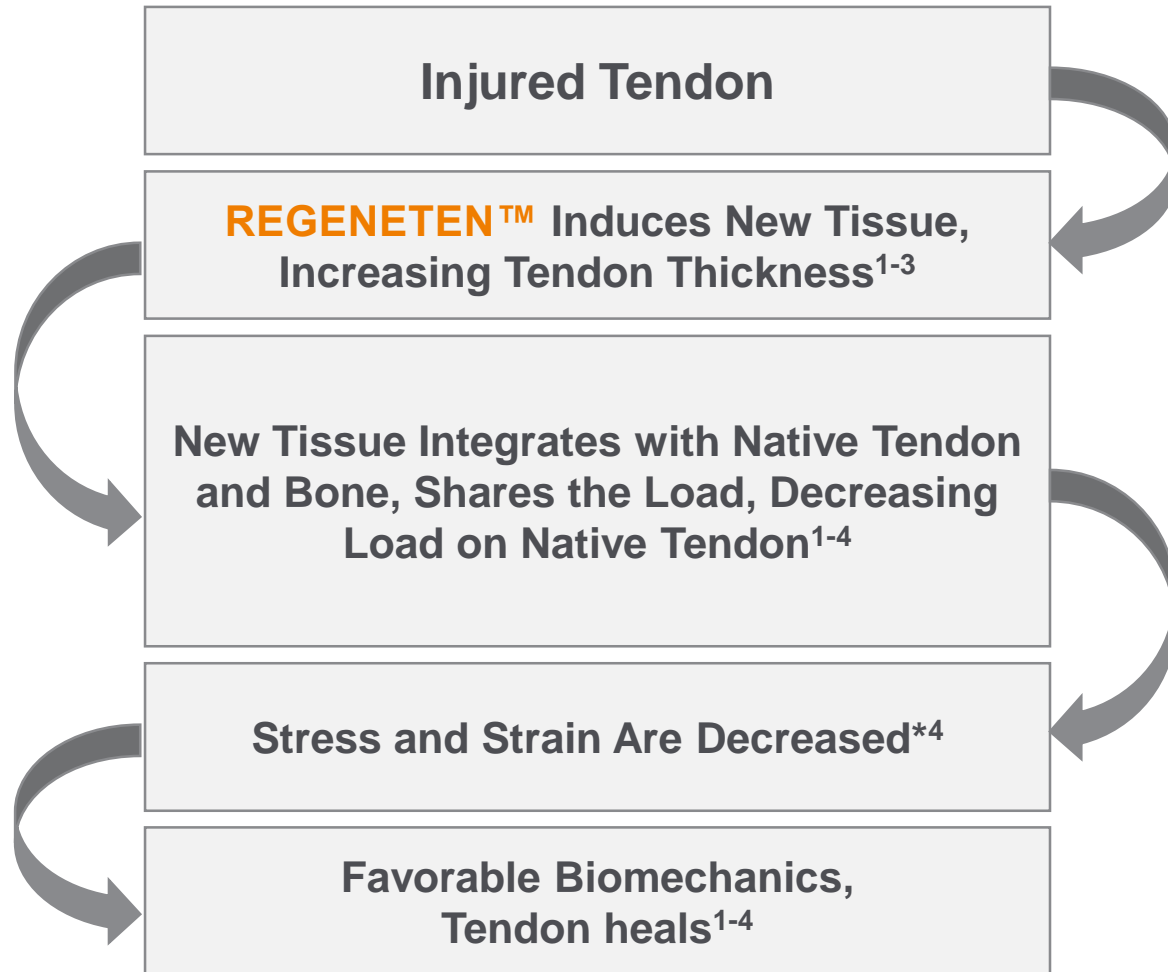 Injured Tendon
REGENETEN™ Induces New Tissue,
Increasing Tendon Thickness¹⁻³
New Tissue Integrates with Native Tendon
and Bone, Shares the Load, Decreasing
Load on Native Tendon¹⁻⁴
Stress and Strain Are Decreased*⁴
Favorable Biomechanics,
Tendon heals¹⁻⁴